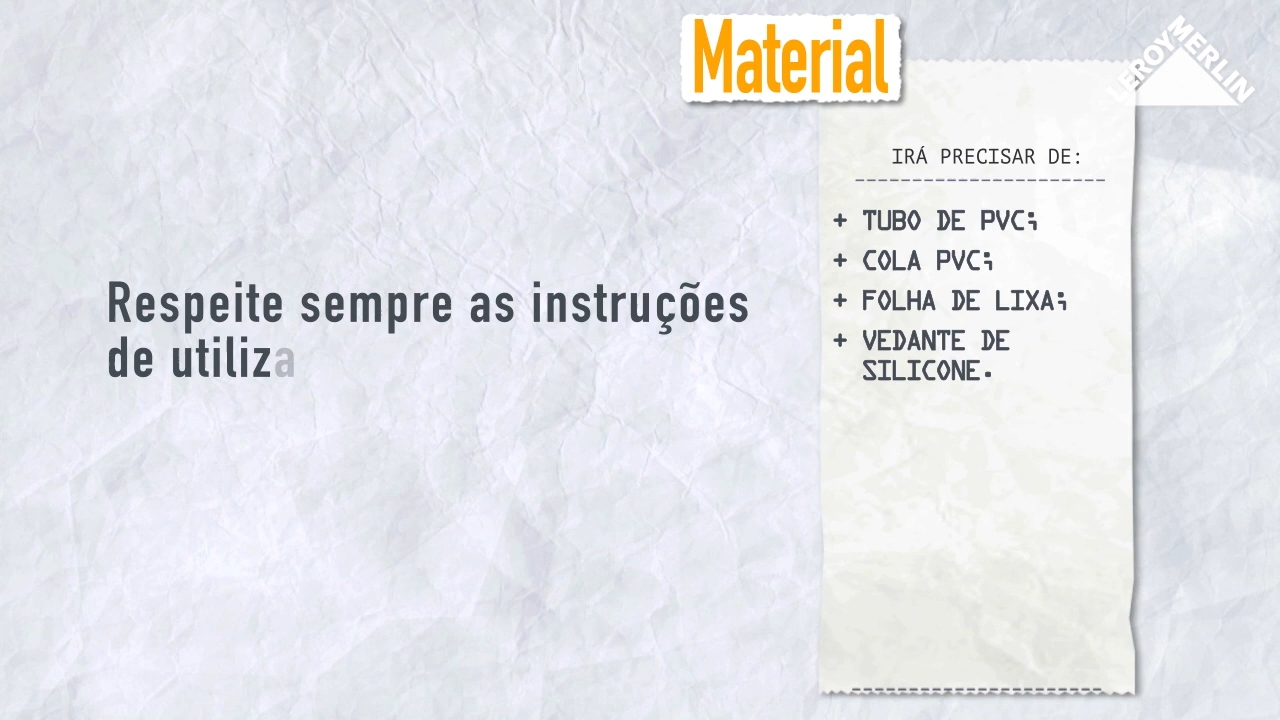 Material
LEROY MERLIN
IRÁ PRECISAR DE:
+ TUBO DE PVC;
+ COLA PVC;
+ FOLHA DE LIXA;
+ VEDANTE DE
SILICONE.
Respeite sempre as instruções
de utiliza